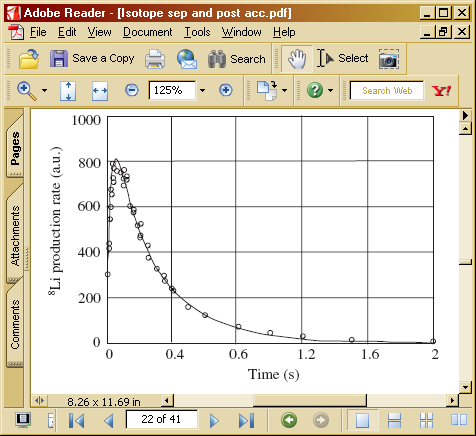 Adobe Reader - [Isotope sep and post acc.pdf]
File Edit View Document Tools Window Help
Save a Copy Search Select
125% Search Web Y!
Pages
Attachments
Comments
1000
800
600
400
200
0
⁸Li production rate (a.u.)
0 0.4 0.6 1.2 1.6 2
Time (s)
8.26 x 11.69 in
22 of 41